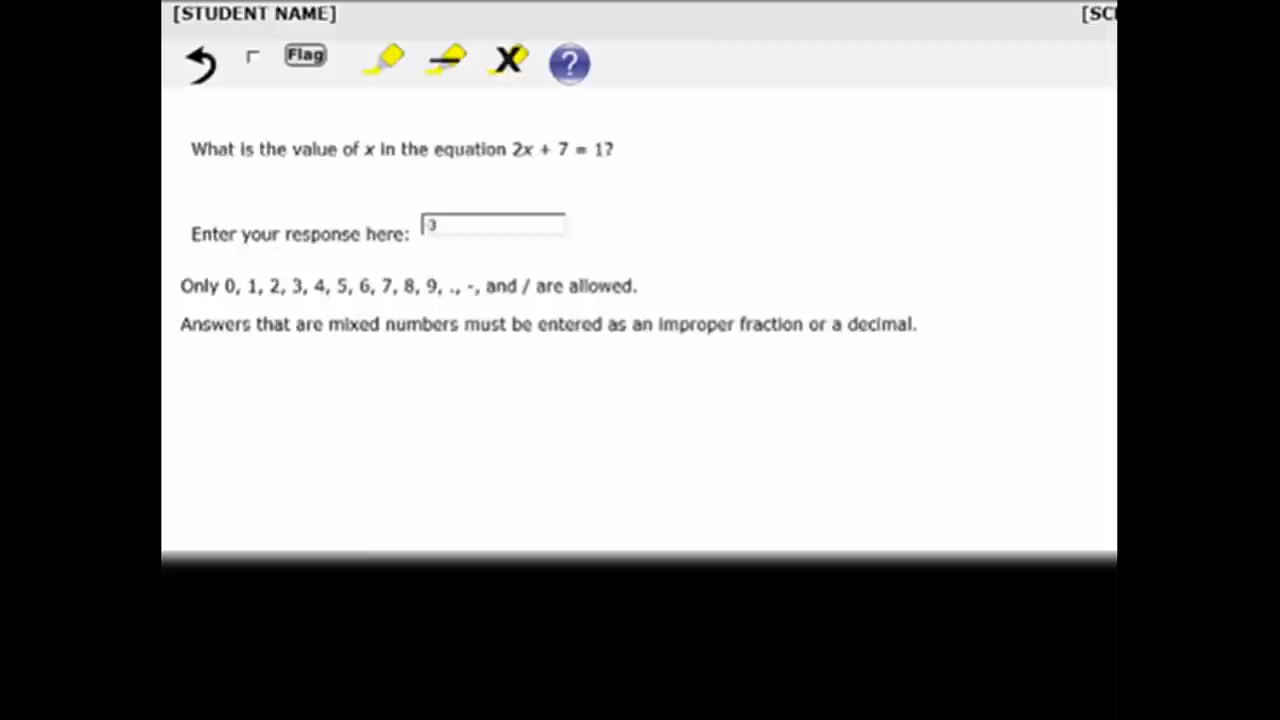 [STUDENT NAME]
[SCH
Flag
X
?
What is the value of x in the equation 2x + 7 = 1?
Enter your response here: -3
Only 0, 1, 2, 3, 4, 5, 6, 7, 8, 9, ., -, and / are allowed.
Answers that are mixed numbers must be entered as an improper fraction or a decimal.